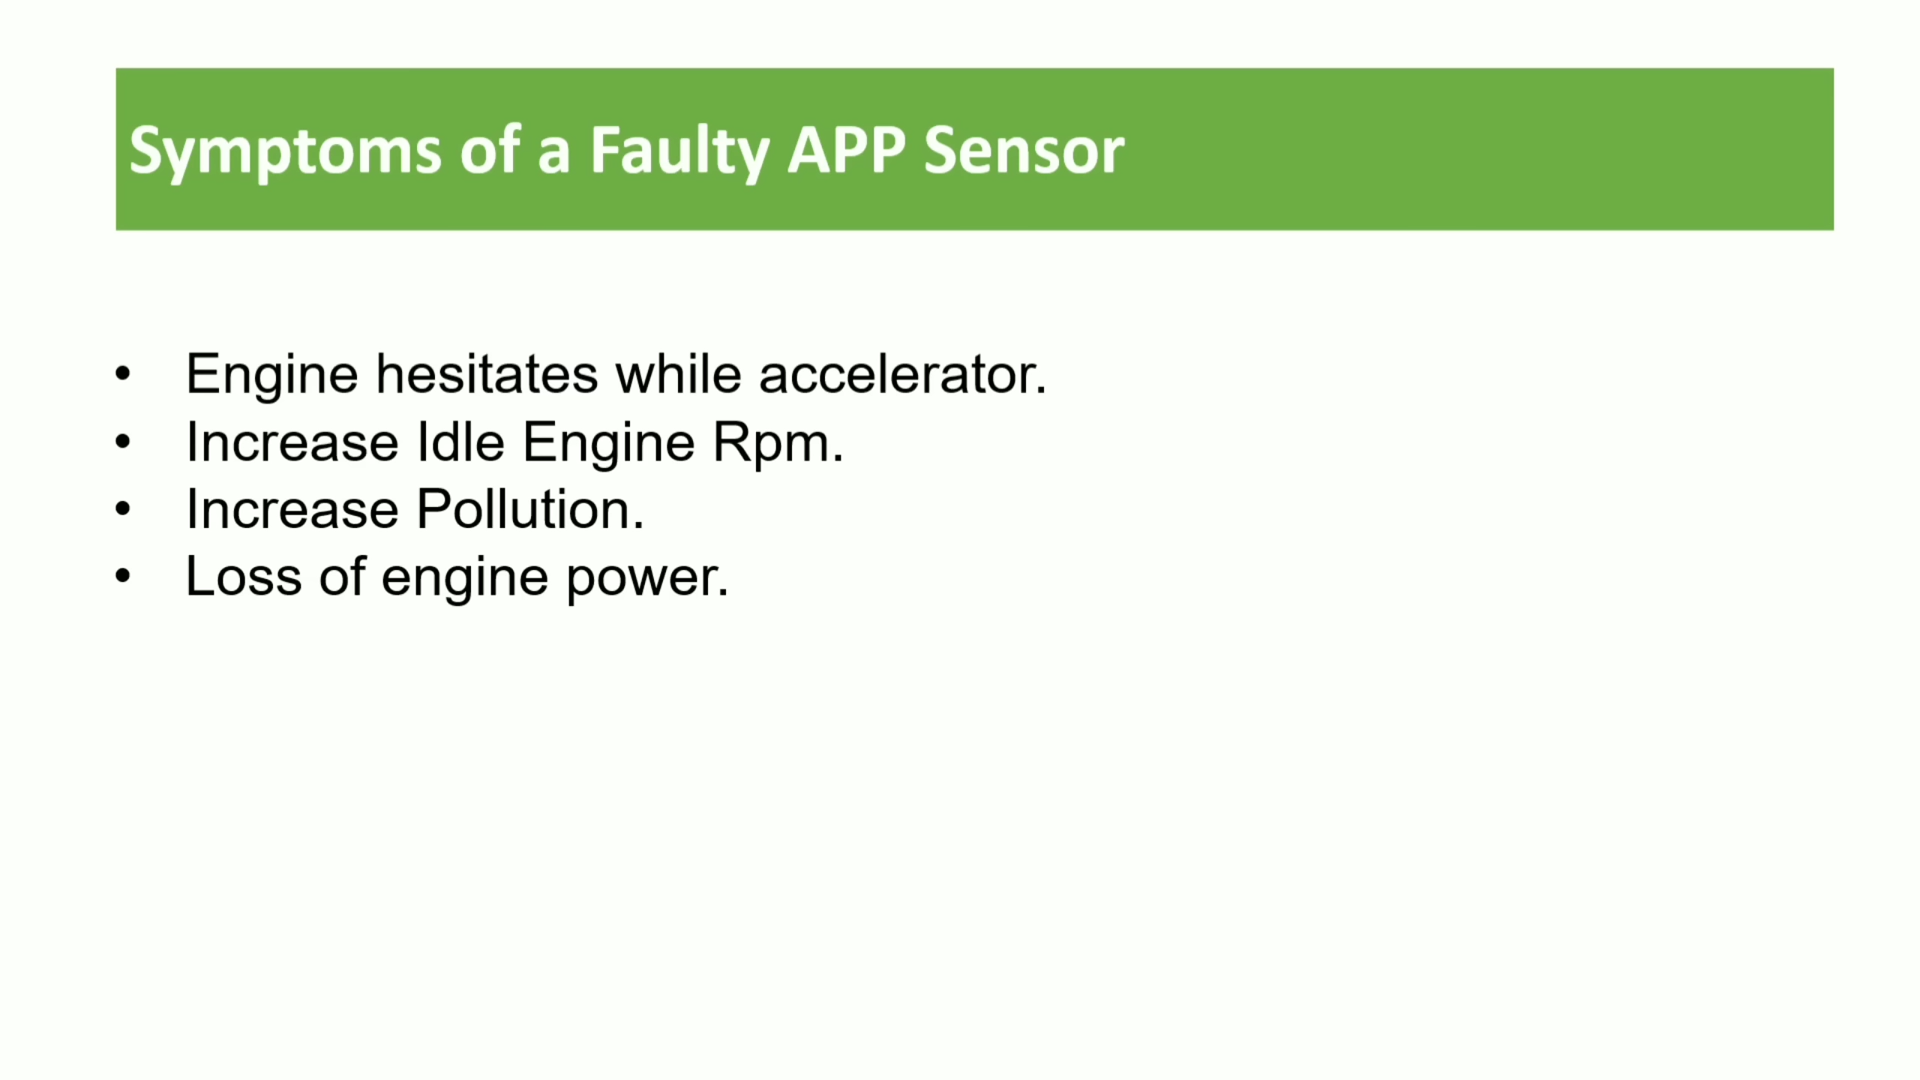 Symptoms of a Faulty APP Sensor
• Engine hesitates while accelerator.
• Increase Idle Engine Rpm.
• Increase Pollution.
• Loss of engine power.